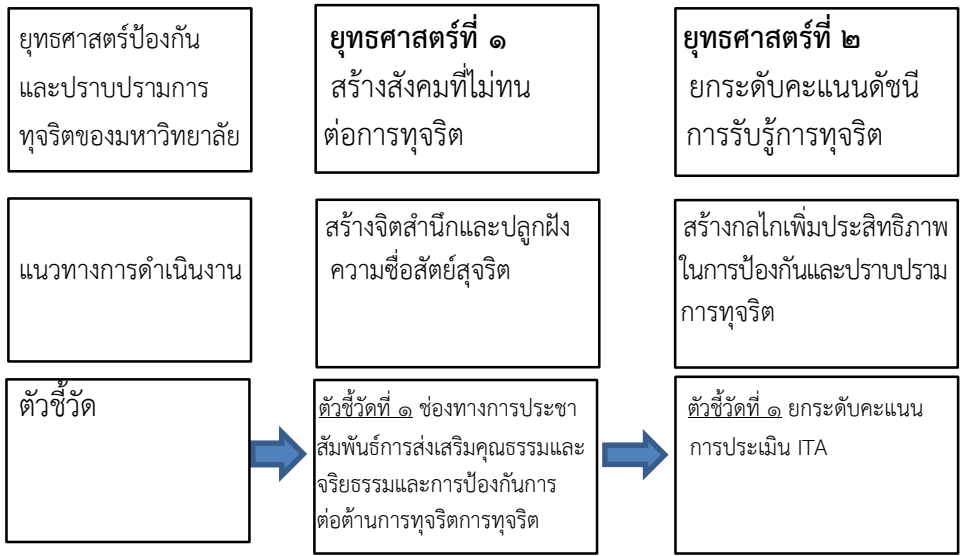 ยุทธศาสตร์ป้องกัน
และปราบปรามการ
ทุจริตของมหาวิทยาลัย
ยุทธศาสตร์ที่ ๑
สร้างสังคมที่ไม่ทน
ต่อการทุจริต
ยุทธศาสตร์ที่ ๒
ยกระดับคะแนนดัชนี
การรับรู้การทุจริต
แนวทางการดำเนินงาน
สร้างจิตสำนึกและปลูกฝัง
ความซื่อสัตย์สุจริต
สร้างกลไกเพิ่มประสิทธิภาพ
ในการป้องกันและปราบปราม
การทุจริต
ตัวชี้วัด
ตัวชี้วัดที่ ๑ ช่องทางการประชา
สัมพันธ์การส่งเสริมคุณธรรมและ
จริยธรรมและการป้องกันการ
ต่อต้านการทุจริตการทุจริต
ตัวชี้วัดที่ ๑ ยกระดับคะแนน
การประเมิน ITA